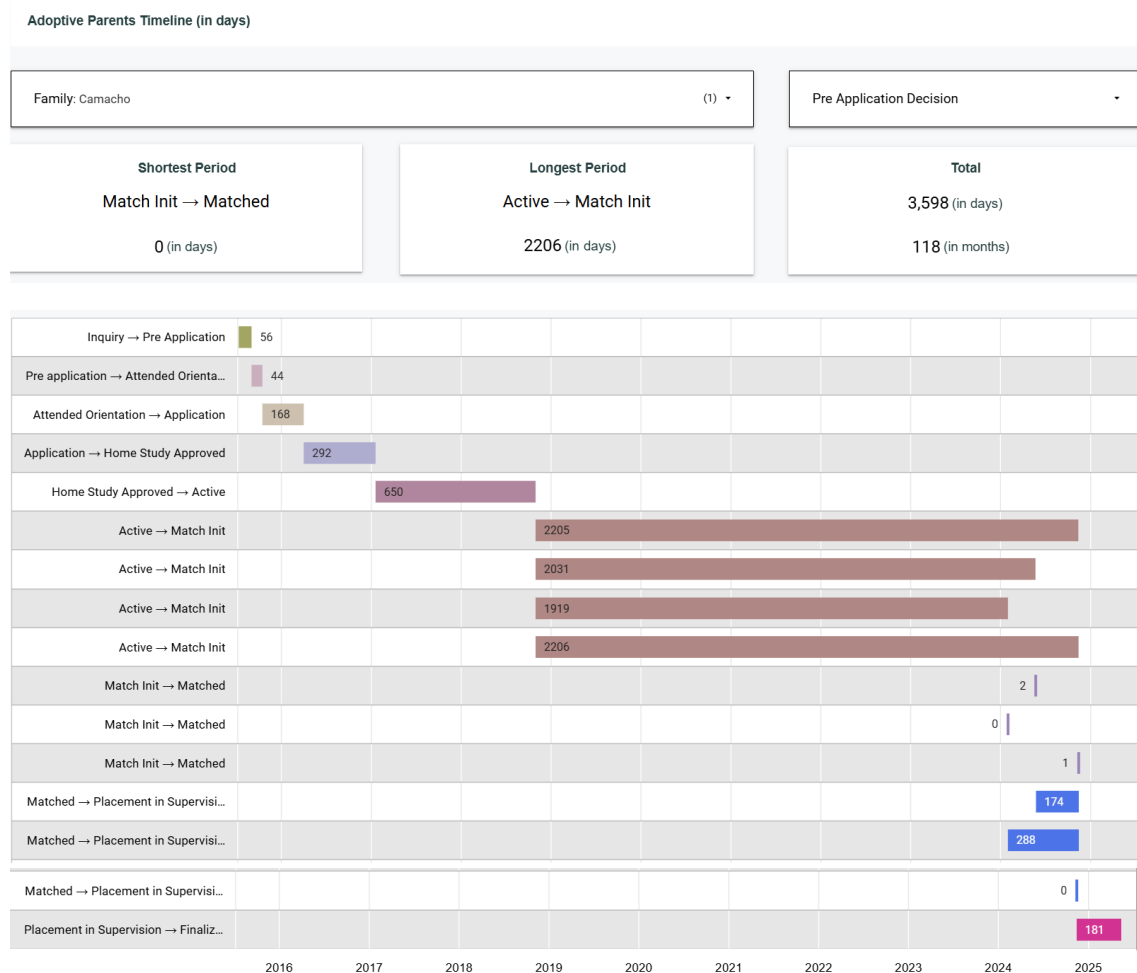 Adoptive Parents Timeline (in days)
Family: Camacho (1)
Pre Application Decision
Shortest Period
Match Init → Matched
0 (in days)
Longest Period
Active → Match Init
2206 (in days)
Total
3,598 (in days)
118 (in months)
Inquiry → Pre Application 56
Pre application → Attended Orienta... 44
Attended Orientation → Application 168
Application → Home Study Approved 292
Home Study Approved → Active 650
Active → Match Init 2205
Active → Match Init 2031
Active → Match Init 1919
Active → Match Init 2206
Match Init → Matched 2
Match Init → Matched 0
Match Init → Matched 1
Matched → Placement in Supervisi... 174
Matched → Placement in Supervisi... 288
Matched → Placement in Supervisi... 0
Placement in Supervision → Finaliz... 181
2016 2017 2018 2019 2020 2021 2022 2023 2024 2025